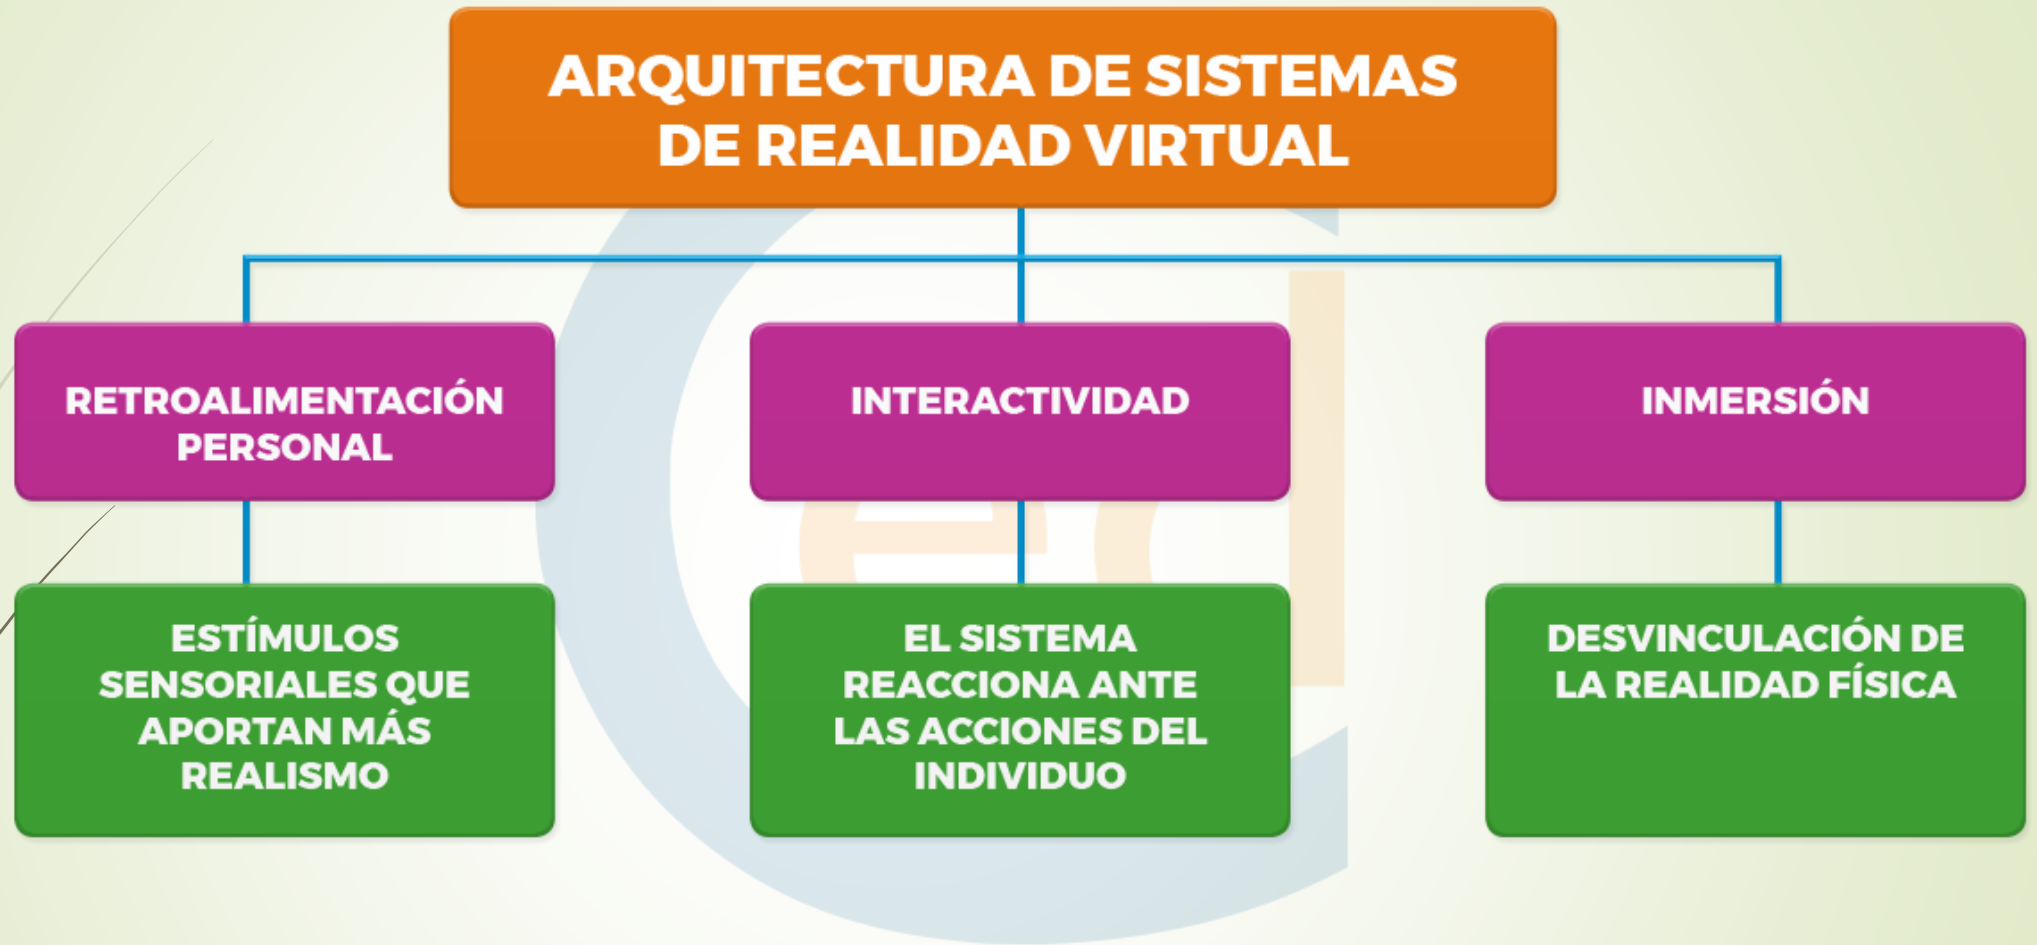 ARQUITECTURA DE SISTEMAS
DE REALIDAD VIRTUAL
RETROALIMENTACIÓN
PERSONAL
INTERACTIVIDAD
INMERSIÓN
ESTÍMULOS
SENSORIALES QUE
APORTAN MÁS
REALISMO
EL SISTEMA
REACCIONA ANTE
LAS ACCIONES DEL
INDIVIDUO
DESVINCULACIÓN DE
LA REALIDAD FÍSICA
Ced